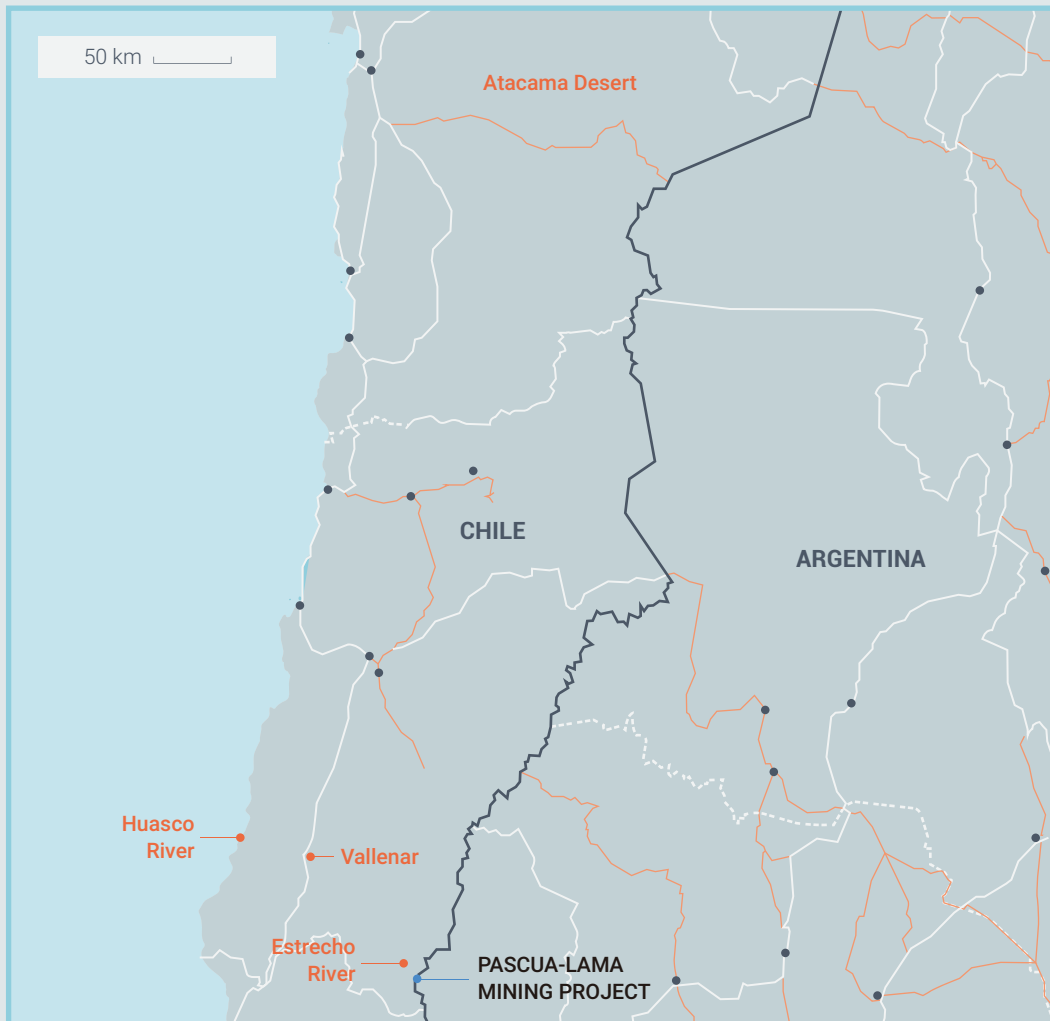 50 km
Atacama Desert
CHILE
ARGENTINA
Huasco
River
Vallenar
Estrecho
River
PASCUA-LAMA
MINING PROJECT